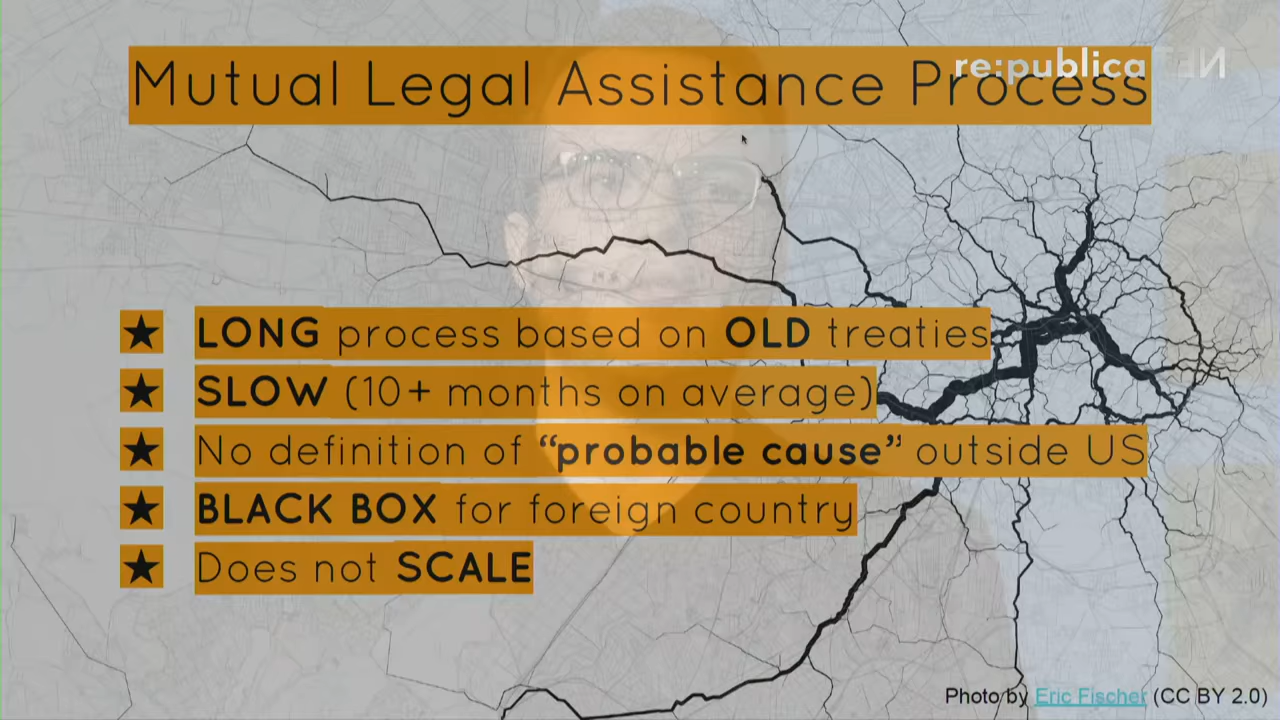 re:publica TEN
Mutual Legal Assistance Process
★ LONG process based on OLD treaties
★ SLOW (10+ months on average)
★ No definition of “probable cause” outside US
★ BLACK BOX for foreign country
★ Does not SCALE
Photo by Eric Fischer (CC BY 2.0)